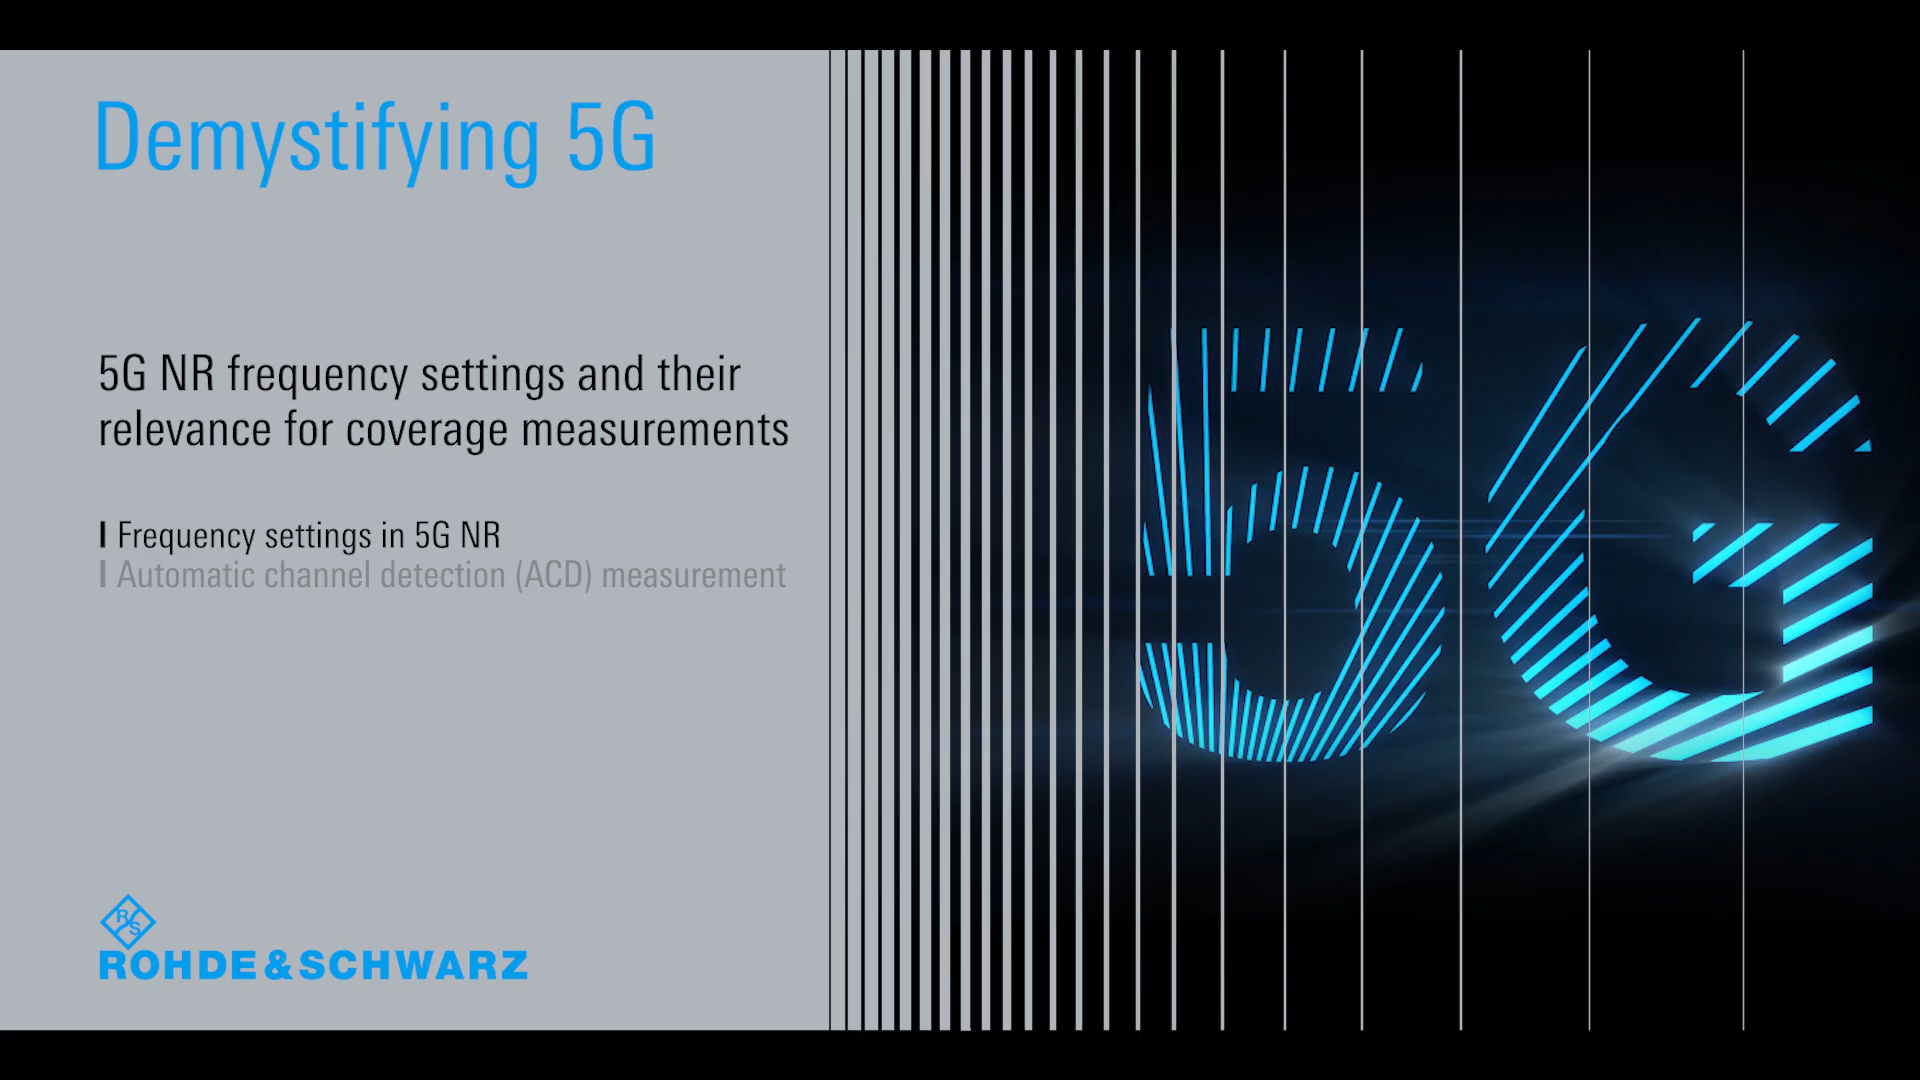 Demystifying 5G
5G NR frequency settings and their
relevance for coverage measurements
I Frequency settings in 5G NR
I Automatic channel detection (ACD) measurement
R S
ROHDE&SCHWARZ
5G